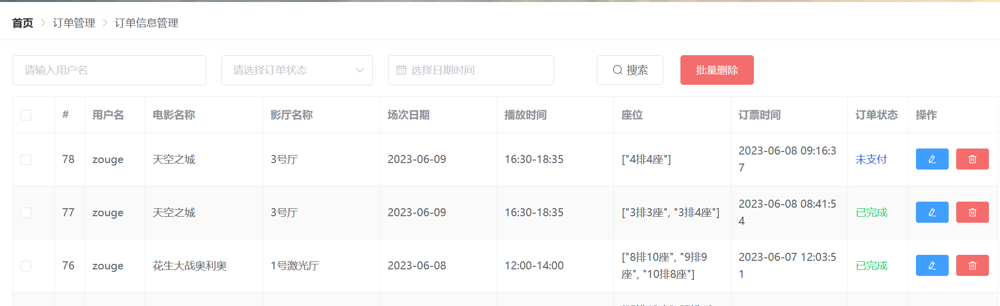 首页 > 订单管理 > 订单信息管理
请输入用户名 请选择订单状态 选择日期时间 搜索 批量删除
# 用户名 电影名称 影厅名称 场次日期 播放时间 座位 订票时间 订单状态 操作
78 zouge 天空之城 3号厅 2023-06-09 16:30-18:35 ["4排4座"] 2023-06-08 09:16:3 未支付
7
77 zouge 天空之城 3号厅 2023-06-09 16:30-18:35 ["3排3座", "3排4座"] 2023-06-08 08:41:5 已完成
4
76 zouge 花生大战奥利奥 1号激光厅 2023-06-08 12:00-14:00 ["8排10座", "9排9 2023-06-07 12:03:5 已完成
座", "10排8座"] 1